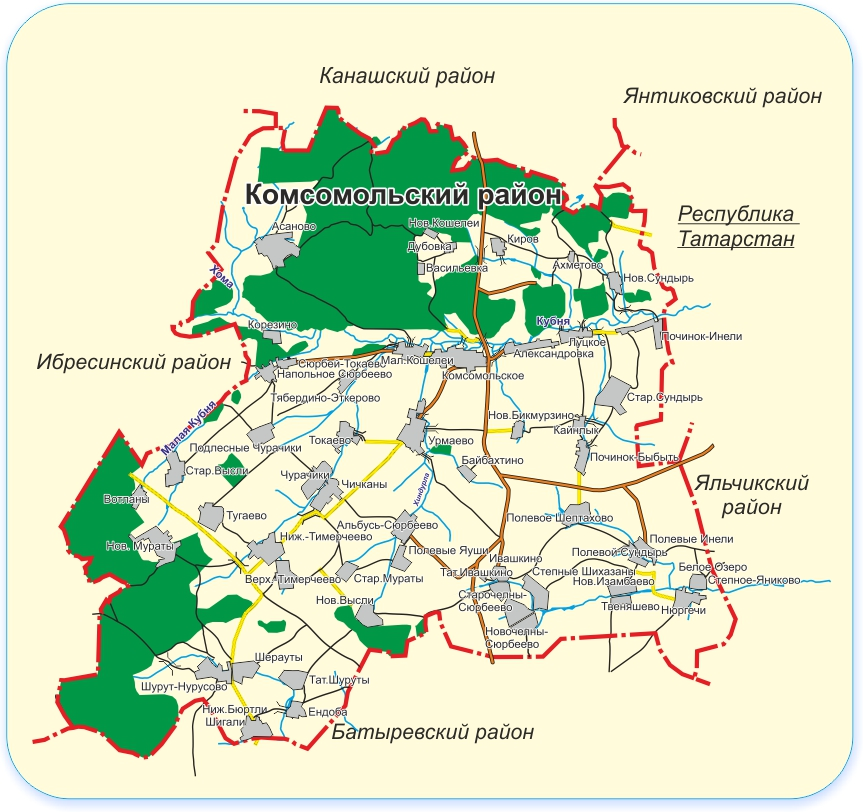 Канашский район
Янтиковский район
Комсомольский район
Республика
Татарстан
Асаново
Нов.Кошелеи
Дубовка
Киров
Васильевка
Ахметово
Нов.Сундырь
Хома
Корезино
Кубня
Починок-Инели
Луцкое
Александровка
Ибресинский район
Сюрбей-Токаево
Мал.Кошелеи
Напольное Сюрбеево
Комсомольское
Тябердино-Эткерово
Стар.Сундырь
Малая Кубня
Нов.Бикмурзино
Кайнлык
Подлесные Чурачики
Токаево
Урмаево
Байбахтино
Починок-Быбыть
Стар.Выслы
Чурачики
Чичканы
Яльчикский
район
Вотланы
Хиндурла
Тугаево
Альбусь-Сюрбеево
Полевое Шептахово
Нов. Мураты
Ниж.-Тимерчеево
Полевые Яуши
Полевые Инели
Полевой Сундырь
Ивашкино
Тат.Ивашкино
Степные Шихазаны
Белое Озеро
Верх.-Тимерчеево
Стар.Мураты
Нов.Изамбаево
Степное-Яниково
Нов.Выслы
Старочелны-
Сюрбеево
Твеняшево
Нюргечи
Новочелны-
Сюрбеево
Шерауты
Шурут-Нурусово
Тат.Шуруты
Ниж.Бюртли
Шигали
Ендоба
Батыревский район